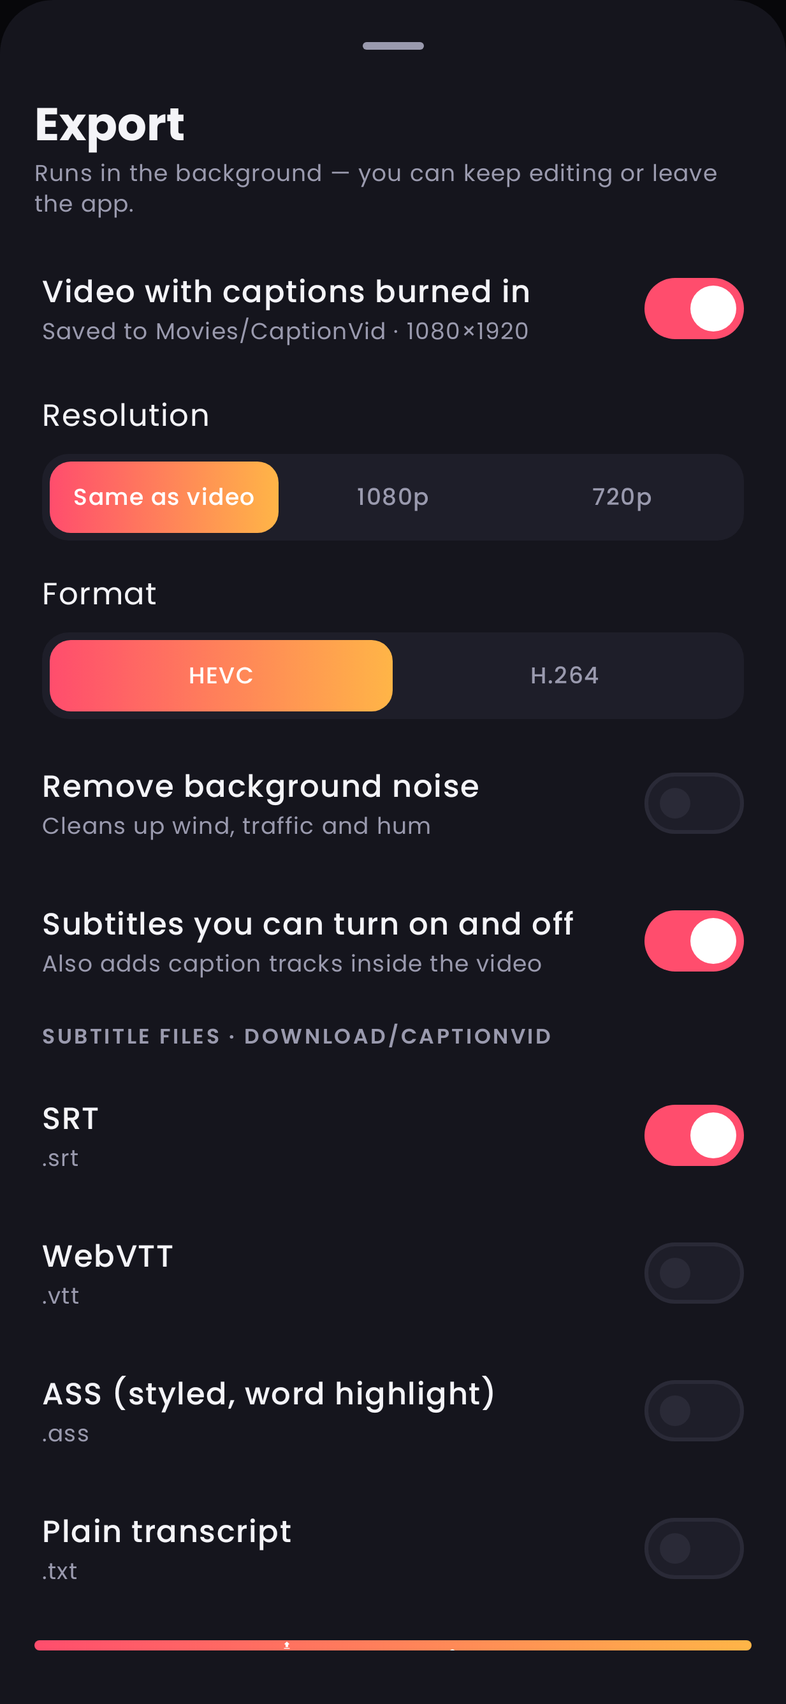 Export
Runs in the background — you can keep editing or leave
the app.
Video with captions burned in
Saved to Movies/CaptionVid · 1080×1920
Resolution
Same as video
1080p
720p
Format
HEVC
H.264
Remove background noise
Cleans up wind, traffic and hum
Subtitles you can turn on and off
Also adds caption tracks inside the video
SUBTITLE FILES · DOWNLOAD/CAPTIONVID
SRT
.srt
WebVTT
.vtt
ASS (styled, word highlight)
.ass
Plain transcript
.txt